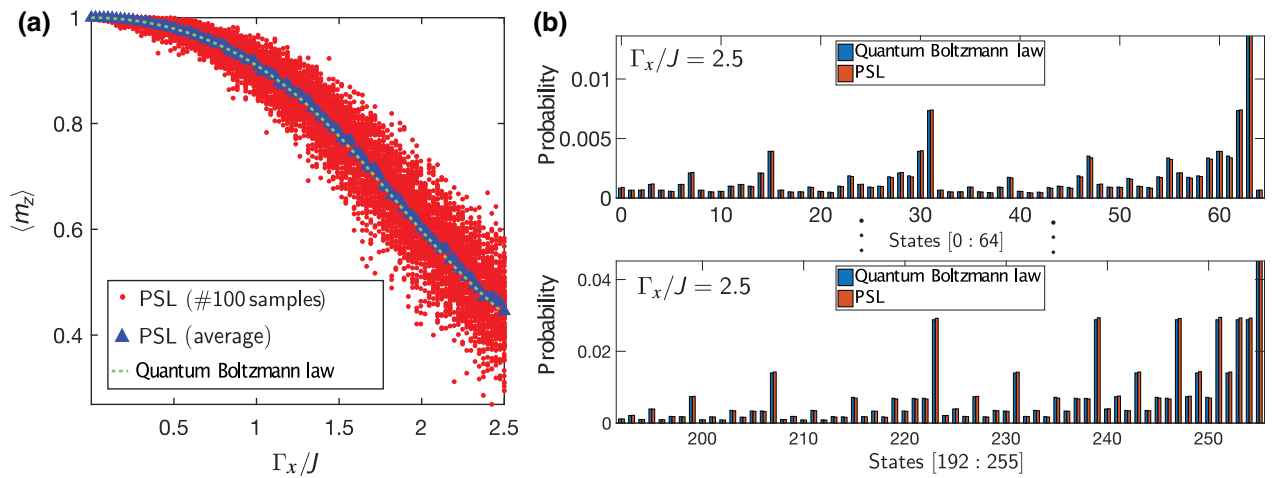 (a)
1
0.8
0.6
0.4
⟨m_z⟩
PSL (#100 samples)
PSL (average)
Quantum Boltzmann law
0.5 1 1.5 2 2.5
Γ_x/J
(b)
Γ_x/J = 2.5
Quantum Boltzmann law
PSL
0.01
0.005
0
Probability
0 10 20 30 40 50 60
States [0 : 64]
Γ_x/J = 2.5
Quantum Boltzmann law
PSL
0.04
0.02
0
Probability
200 210 220 230 240 250
States [192 : 255]